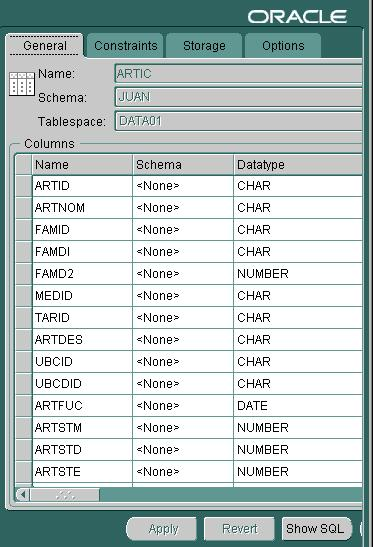 ORACLE
General Constraints Storage Options
Name: ARTIC
Schema: JUAN
Tablespace: DATA01
Columns
Name Schema Datatype
ARTID <None> CHAR
ARTNOM <None> CHAR
FAMID <None> CHAR
FAMDI <None> CHAR
FAMD2 <None> NUMBER
MEDID <None> CHAR
TARID <None> CHAR
ARTDES <None> CHAR
UBCID <None> CHAR
UBCDID <None> CHAR
ARTFUC <None> DATE
ARTSTM <None> NUMBER
ARTSTD <None> NUMBER
ARTSTE <None> NUMBER
Apply Revert Show SQL